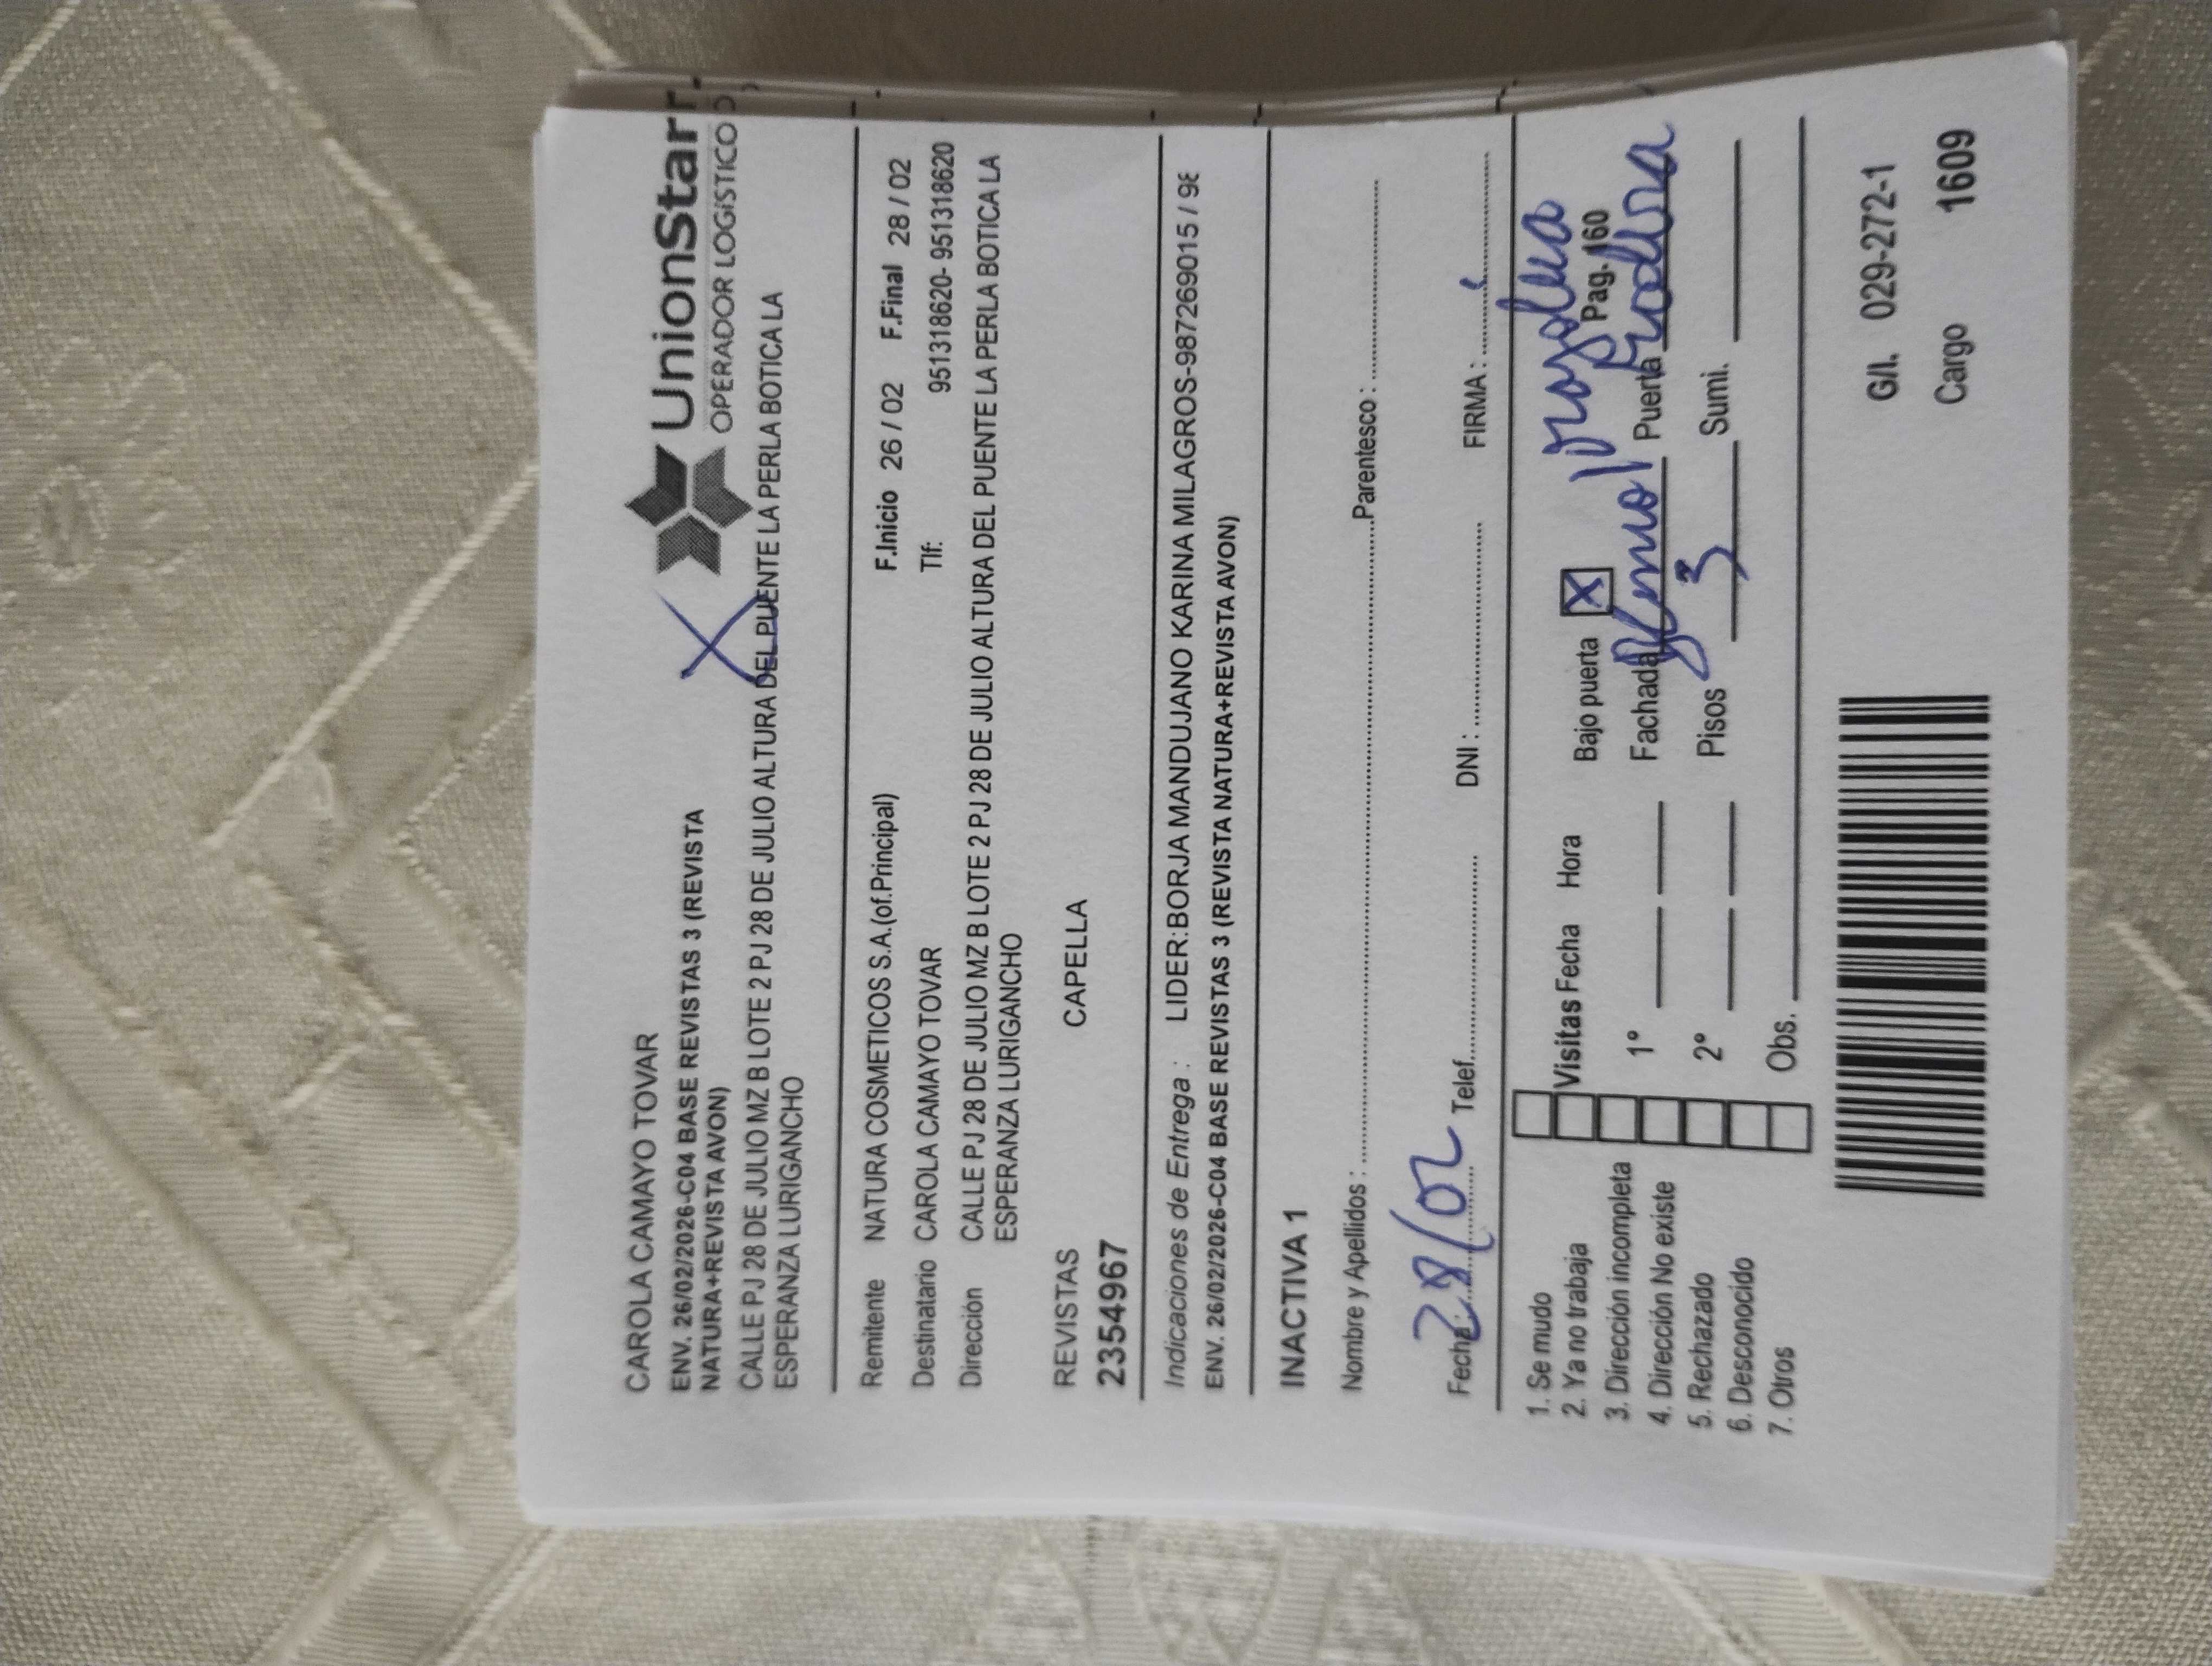 UnionStar
OPERADOR LOGÍSTICO
CAROLA CAMAYO TOVAR
ENV. 26/02/2026-C04 BASE REVISTAS 3 (REVISTA
NATURA+REVISTA AVON)
CALLE PJ 28 DE JULIO MZ B LOTE 2 PJ 28 DE JULIO ALTURA DEL PUENTE LA PERLA BOTICA LA
ESPERANZA LURIGANCHO
Remitente NATURA COSMETICOS S.A.(of.Principal) F.Inicio 26 / 02 F.Final 28 / 02
Destinatario CAROLA CAMAYO TOVAR Tlf: 951318620- 951318620
Dirección CALLE PJ 28 DE JULIO MZ B LOTE 2 PJ 28 DE JULIO ALTURA DEL PUENTE LA PERLA BOTICA LA
ESPERANZA LURIGANCHO
REVISTAS CAPELLA
23554967
Indicaciones de Entrega : LIDER:BORJA MANDUJANO KARINA MILAGROS-987269015 / 98
ENV. 26/02/2026-C04 BASE REVISTAS 3 (REVISTA NATURA+REVISTA AVON)
INACTIVA 1
Nombre y Apellidos : Parentesco :
Fecha : 28/02 Telef. DNI : FIRMA :
1. Se mudo
2. Ya no trabaja
3. Dirección incompleta
4. Dirección No existe
5. Rechazado
6. Desconocido
7. Otros
Visitas Fecha Hora Bajo puerta X Pag- 160
1º Fachada Puerta
2º Pisos 3 Sumi.
Obs.
G/I. 029-272-1
Cargo 1609